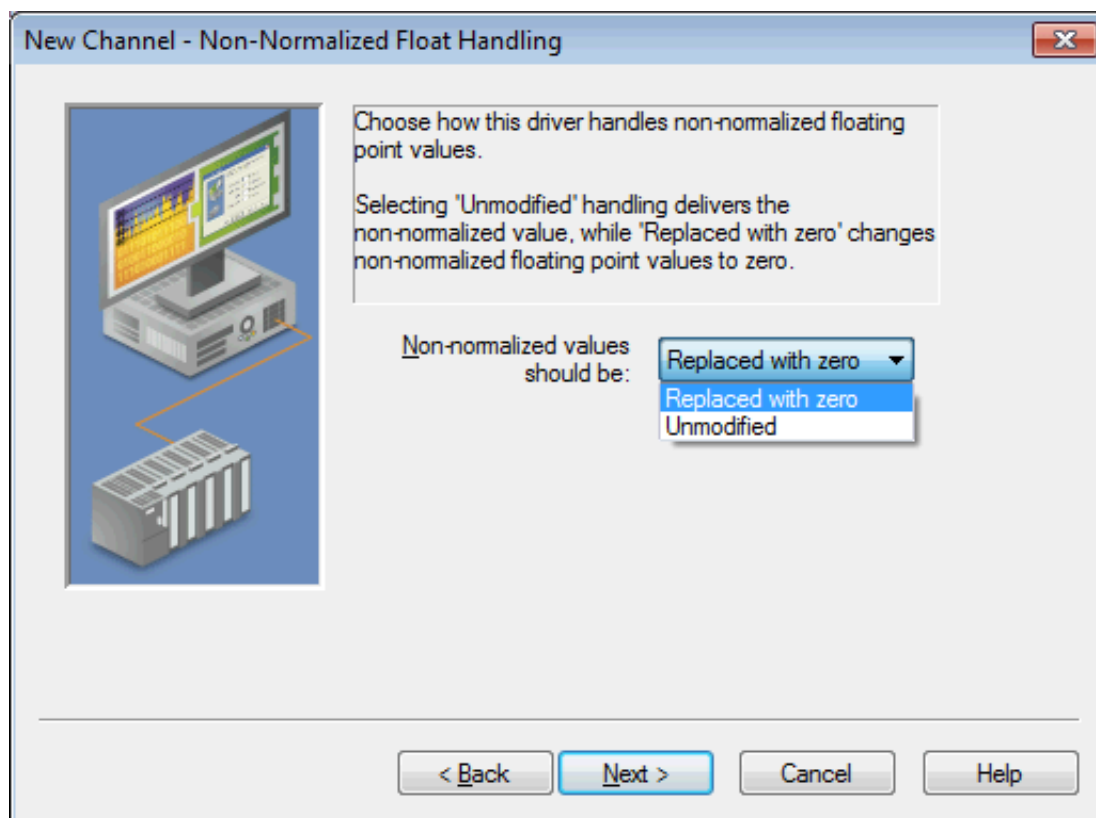 New Channel - Non-Normalized Float Handling
Choose how this driver handles non-normalized floating
point values.
Selecting 'Unmodified' handling delivers the
non-normalized value, while 'Replaced with zero' changes
non-normalized floating point values to zero.
Non-normalized values
should be:
Replaced with zero
Replaced with zero
Unmodified
< Back
Next >
Cancel
Help